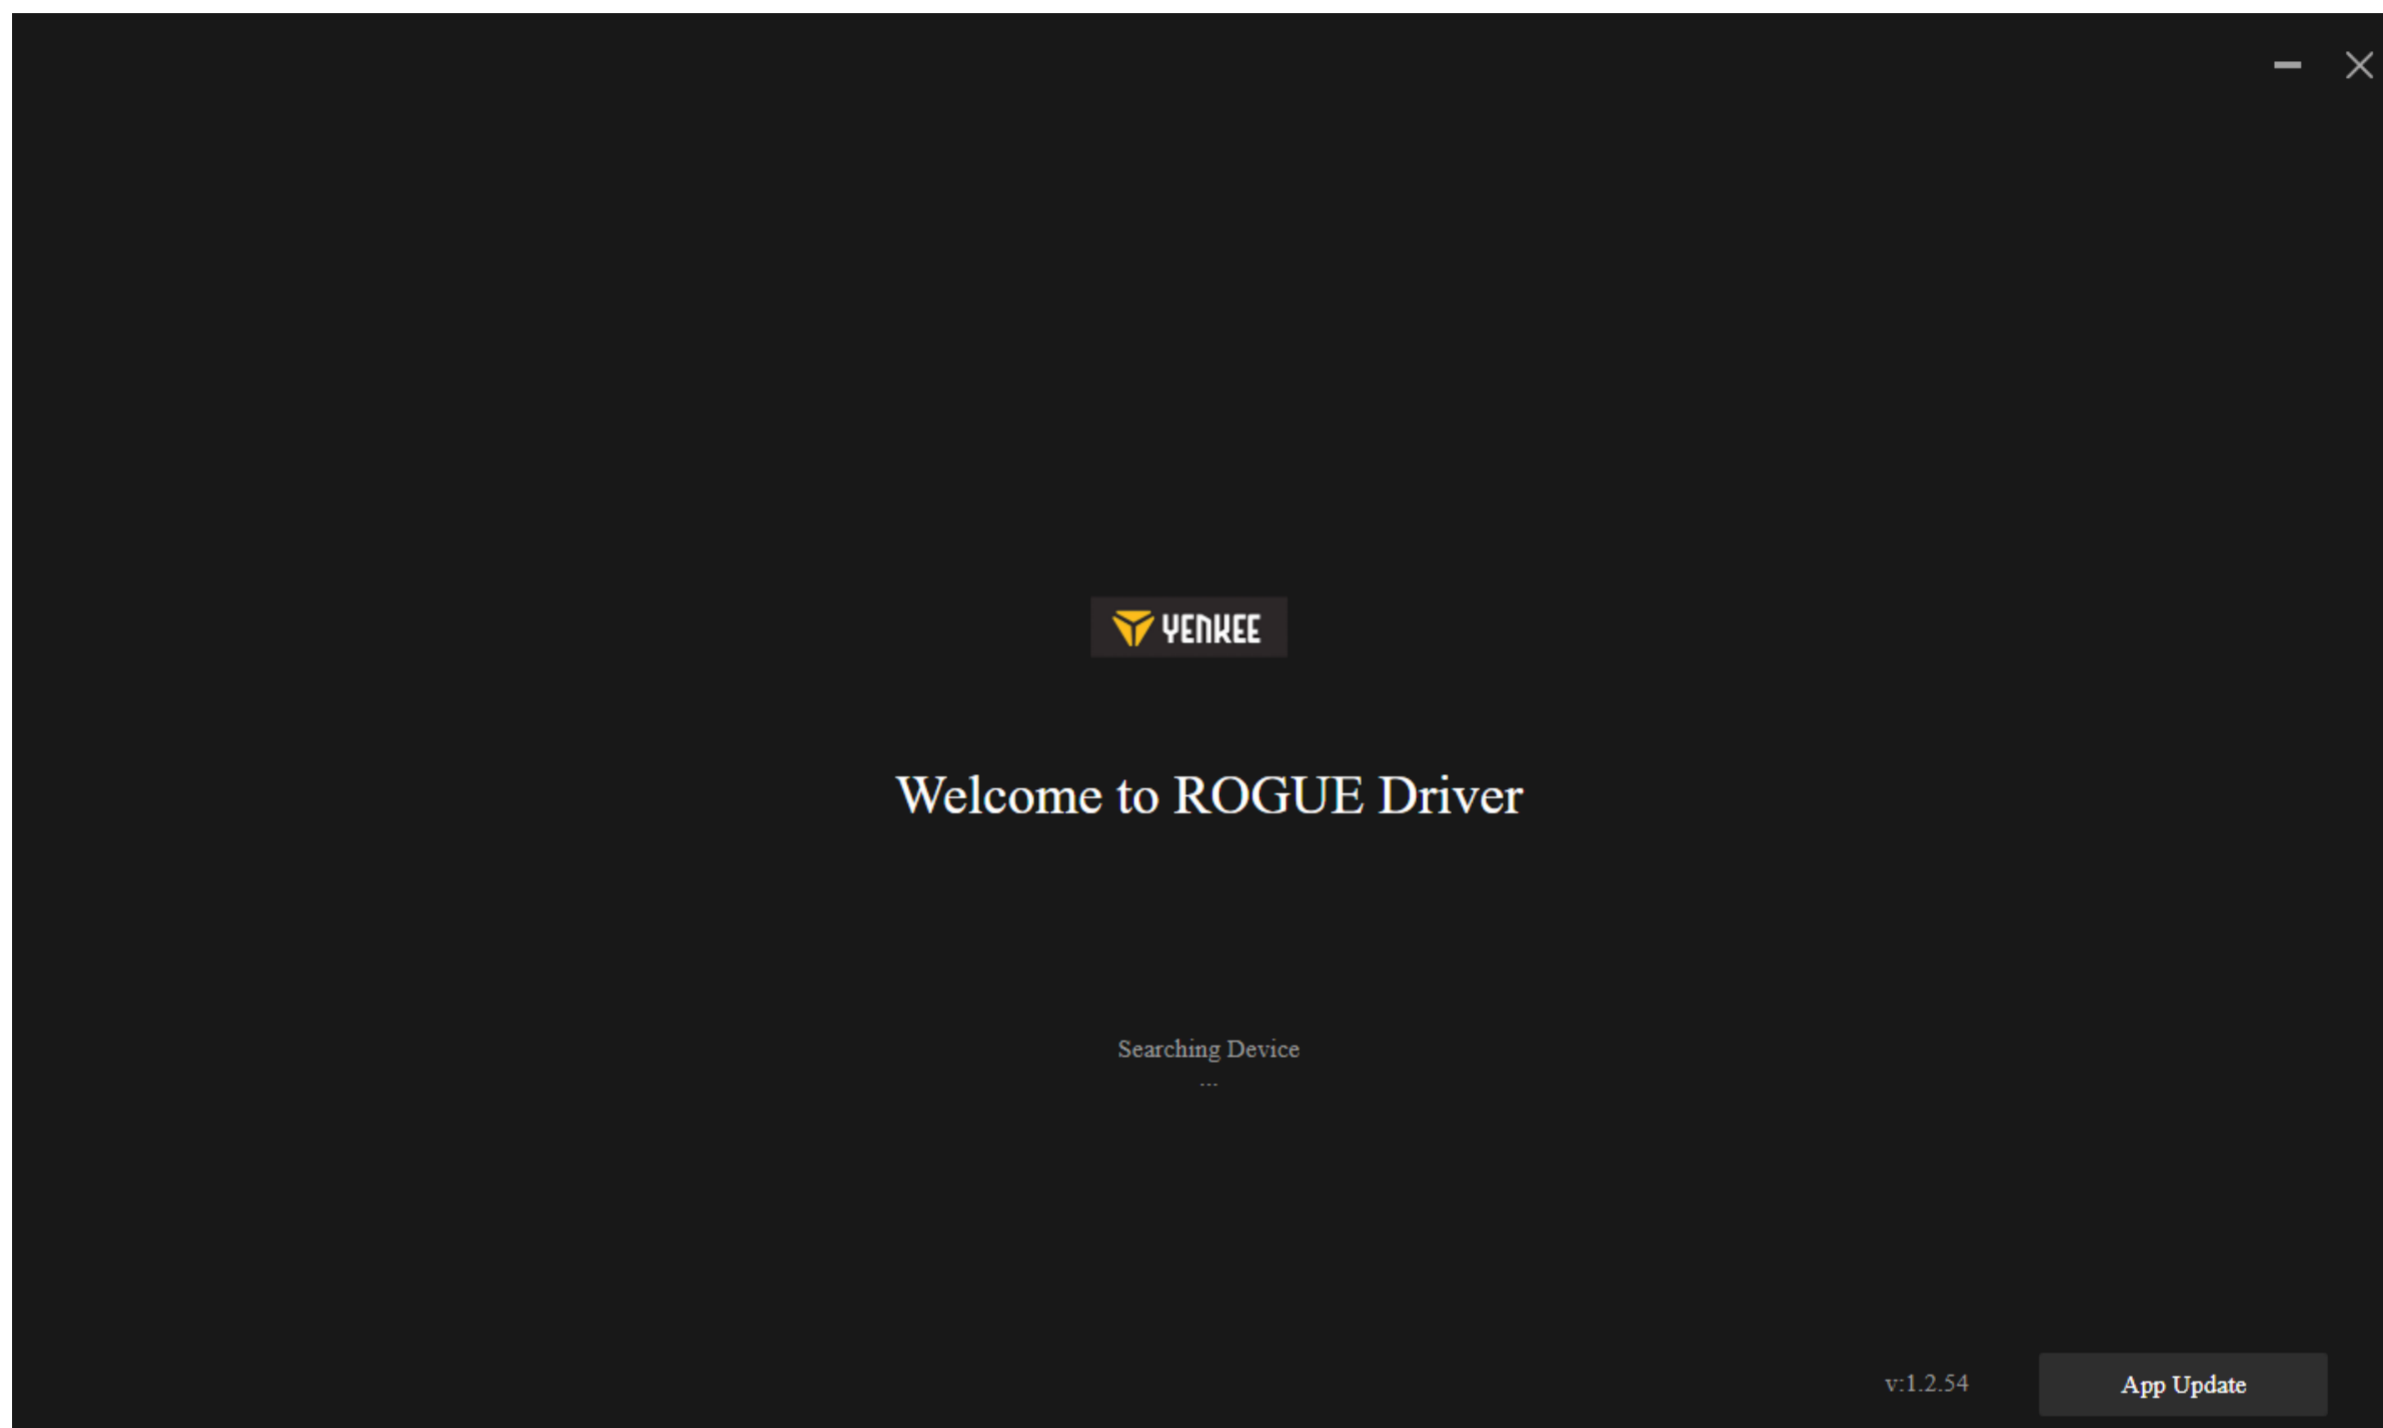 YENKEE
Welcome to ROGUE Driver
Searching Device
...
v:1.2.54
App Update